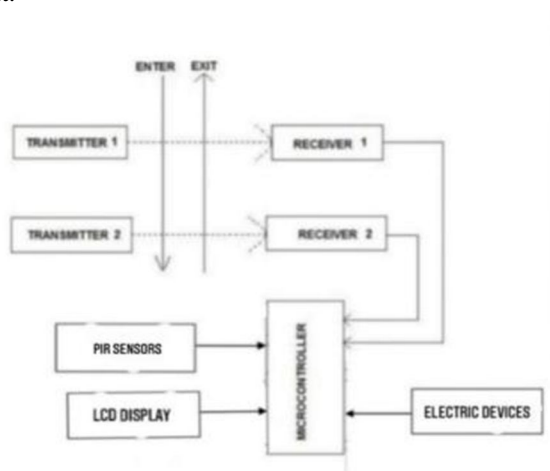 ENTER EXIT
TRANSMITTER 1
RECEIVER 1
TRANSMITTER 2
RECEIVER 2
PIR SENSORS
MICROCONTROLLER
LCD DISPLAY
ELECTRIC DEVICES